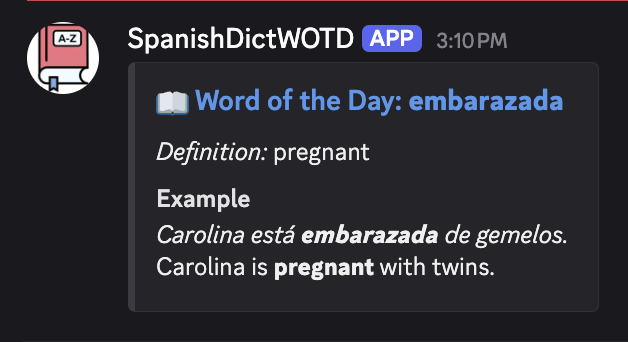 A-Z
SpanishDictWOTD APP 3:10 PM
📖 Word of the Day: embarazada
Definition: pregnant
Example
Carolina está embarazada de gemelos.
Carolina is pregnant with twins.